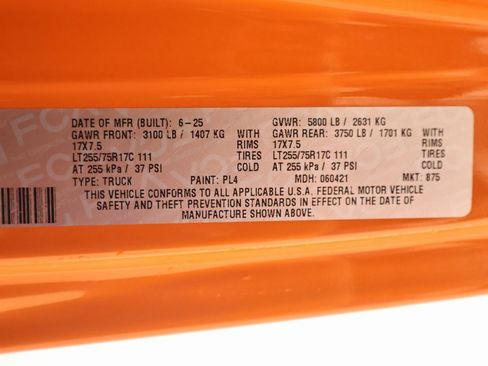 DATE OF MFR (BUILT): 6-25 GVWR: 5800 LB / 2631 KG
GAWR FRONT: 3100 LB / 1407 KG WITH GAWR REAR: 3750 LB / 1701 KG WITH
17X7.5 RIMS 17X7.5 RIMS
LT255/75R17C 111 TIRES LT255/75R17C 111 TIRES
AT 255 kPa / 37 PSI COLD AT 255 kPa / 37 PSI COLD
TYPE: TRUCK PAINT: PL4 MDH: 060421 MKT: 875
THIS VEHICLE CONFORMS TO ALL APPLICABLE U.S.A. FEDERAL MOTOR VEHICLE
SAFETY AND THEFT PREVENTION STANDARDS IN EFFECT ON THE DATE OF
MANUFACTURE SHOWN ABOVE.